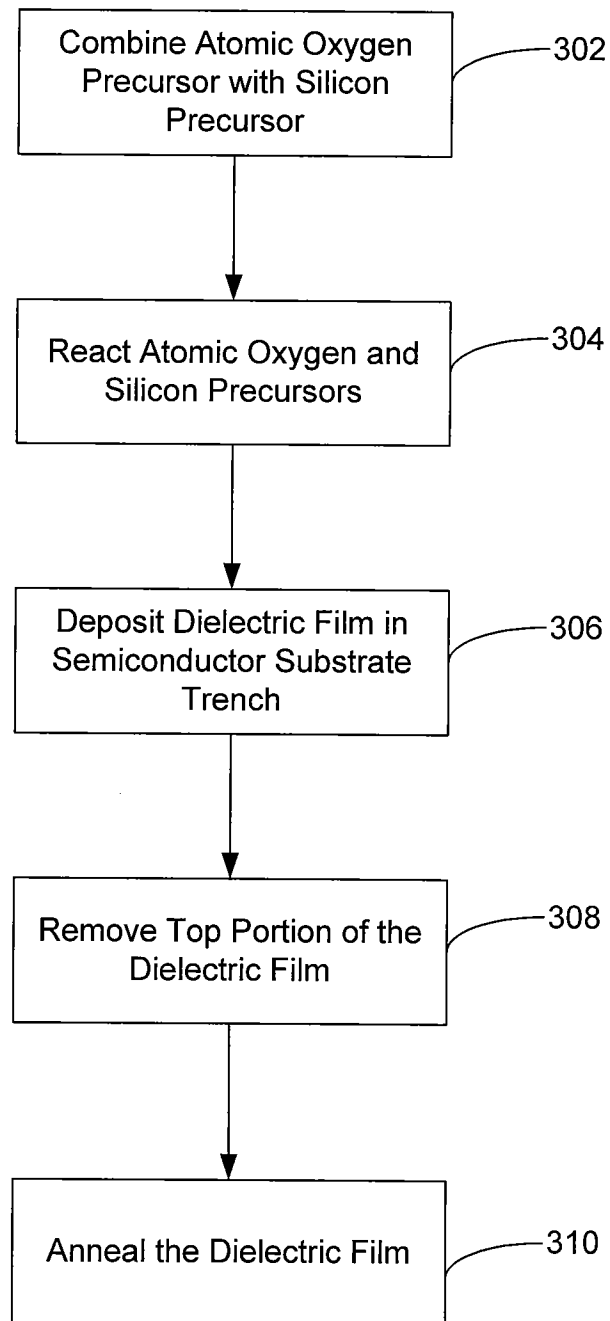 Combine Atomic Oxygen
Precursor with Silicon
Precursor
302
React Atomic Oxygen and
Silicon Precursors
304
Deposit Dielectric Film in
Semiconductor Substrate
Trench
306
Remove Top Portion of the
Dielectric Film
308
Anneal the Dielectric Film
310